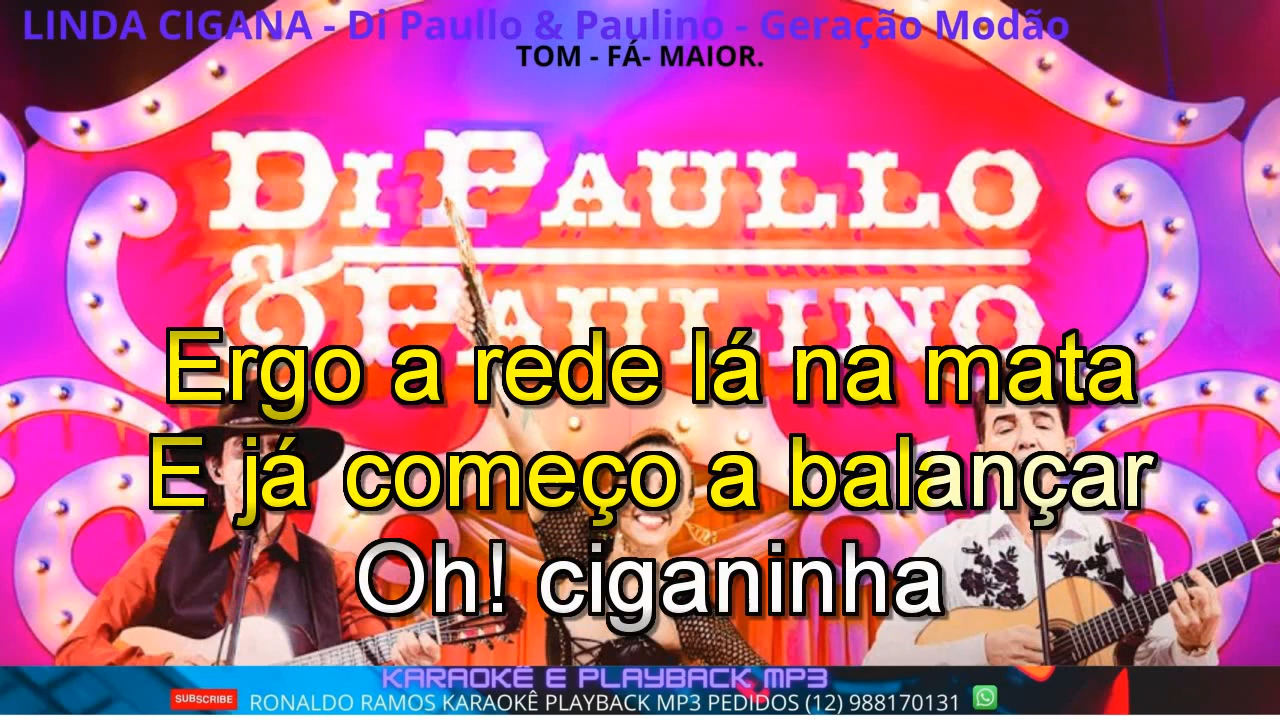 LINDA CIGANA - Di Paullo & Paulino - Geração Modão
TOM - FÁ- MAIOR.
DI PAULLO
& PAULINO
Ergo a rede lá na mata
E já começo a balançar
Oh! ciganinha
KARAOKÊ E PLAYBACK MP3
SUBSCRIBE
RONALDO RAMOS KARAOKÊ PLAYBACK MP3 PEDIDOS (12) 988170131